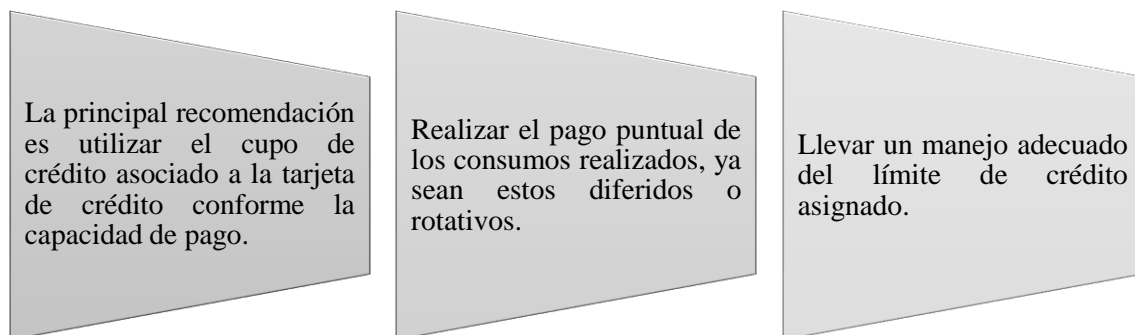 La principal recomendación
es utilizar el cupo de
crédito asociado a la tarjeta
de crédito conforme la
capacidad de pago.
Realizar el pago puntual de
los consumos realizados, ya
sean estos diferidos o
rotativos.
Llevar un manejo adecuado
del límite de crédito
asignado.